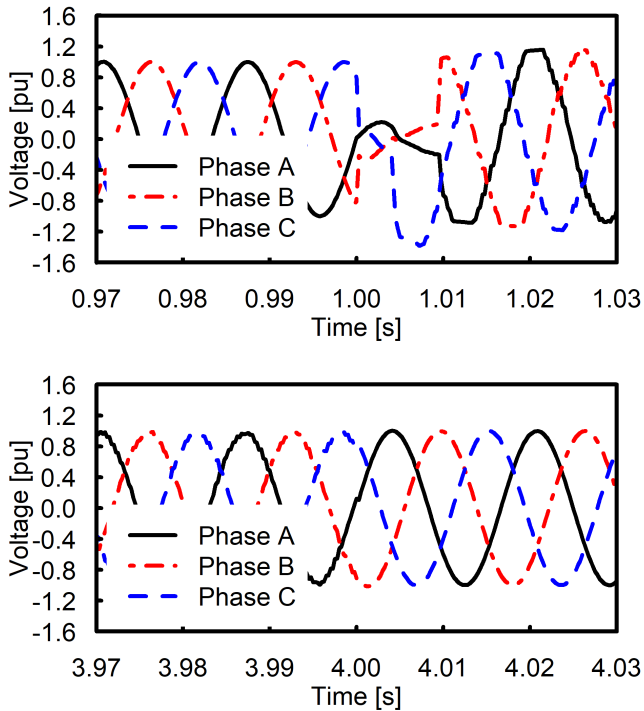 1.6
1.2
0.8
0.4
0.0
-0.4
-0.8
-1.2
-1.6
Voltage [pu]
Phase A
Phase B
Phase C
0.97 0.98 0.99 1.00 1.01 1.02 1.03
Time [s]
1.6
1.2
0.8
0.4
0.0
-0.4
-0.8
-1.2
-1.6
Voltage [pu]
Phase A
Phase B
Phase C
3.97 3.98 3.99 4.00 4.01 4.02 4.03
Time [s]